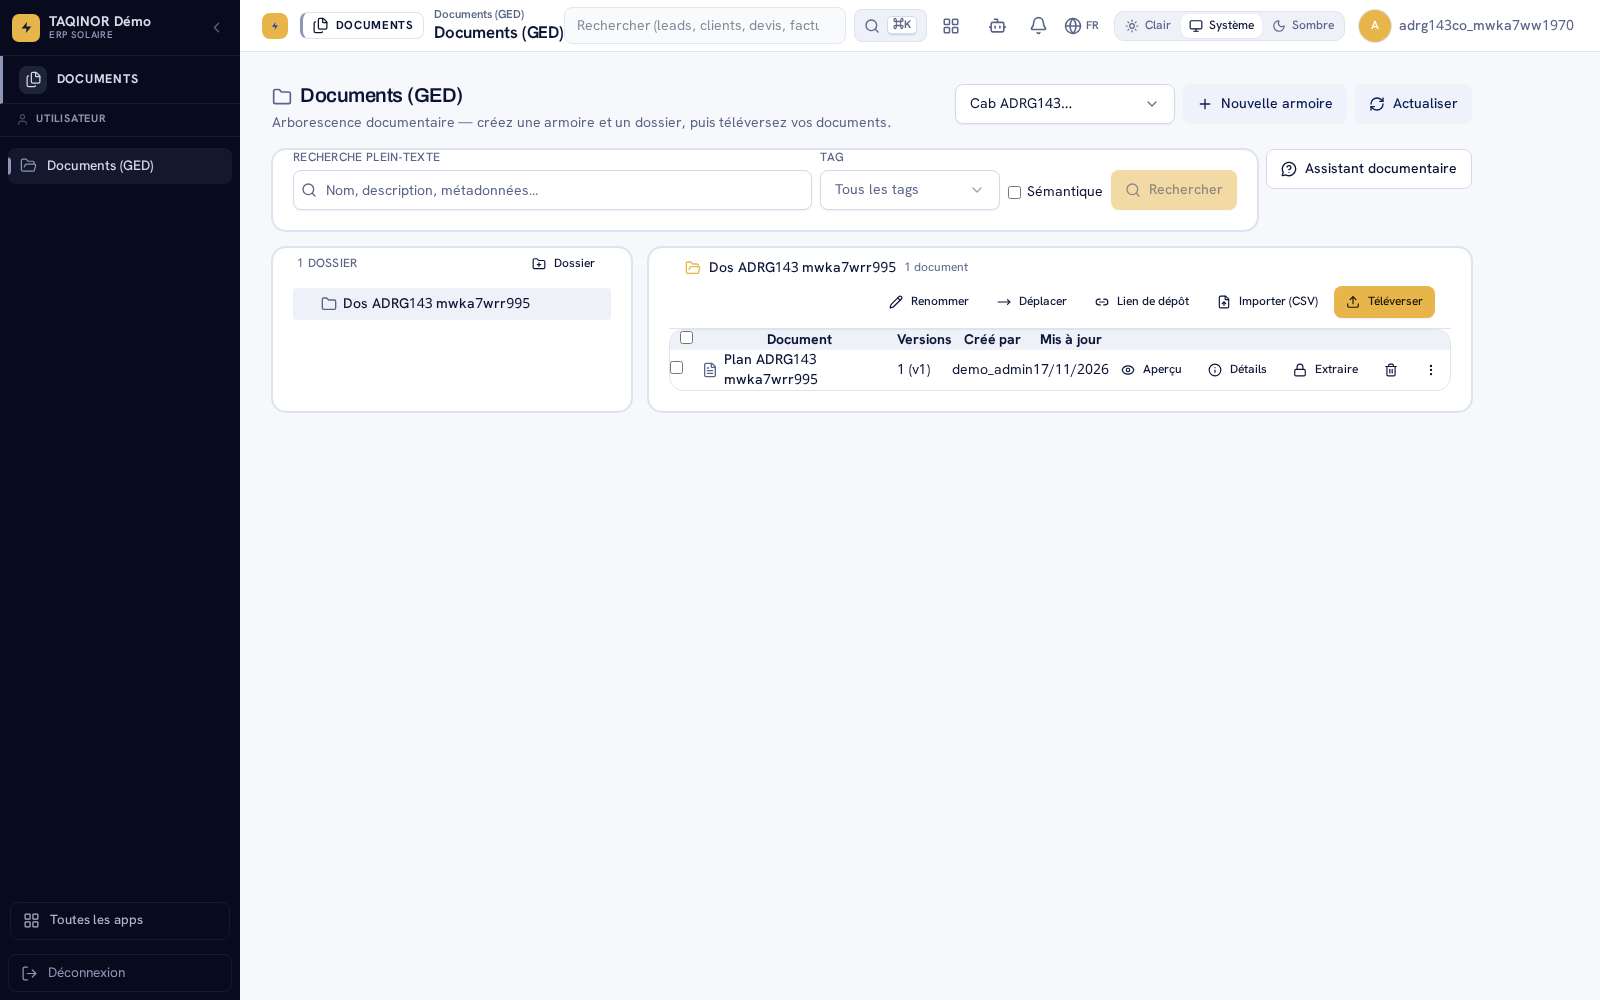 TAQINOR Démo
ERP SOLAIRE
DOCUMENTS
UTILISATEUR
Documents (GED)
Toutes les apps
Déconnexion
DOCUMENTS
Documents (GED)
Documents (GED)
Rechercher (leads, clients, devis, factu
⌘K
FR
Clair
Système
Sombre
A
adrg143co_mwka7ww1970
Documents (GED)
Arborescence documentaire — créez une armoire et un dossier, puis téléversez vos documents.
Cab ADRG143...
Nouvelle armoire
Actualiser
RECHERCHE PLEIN-TEXTE
TAG
Nom, description, métadonnées...
Tous les tags
Sémantique
Rechercher
Assistant documentaire
1 DOSSIER
Dossier
Dos ADRG143 mwka7wrr995
Dos ADRG143 mwka7wrr995 1 document
Renommer
Déplacer
Lien de dépôt
Importer (CSV)
Téléverser
Document Versions Créé par Mis à jour
Plan ADRG143
mwka7wrr995
1 (v1) demo_admin 17/11/2026 Aperçu Détails Extraire